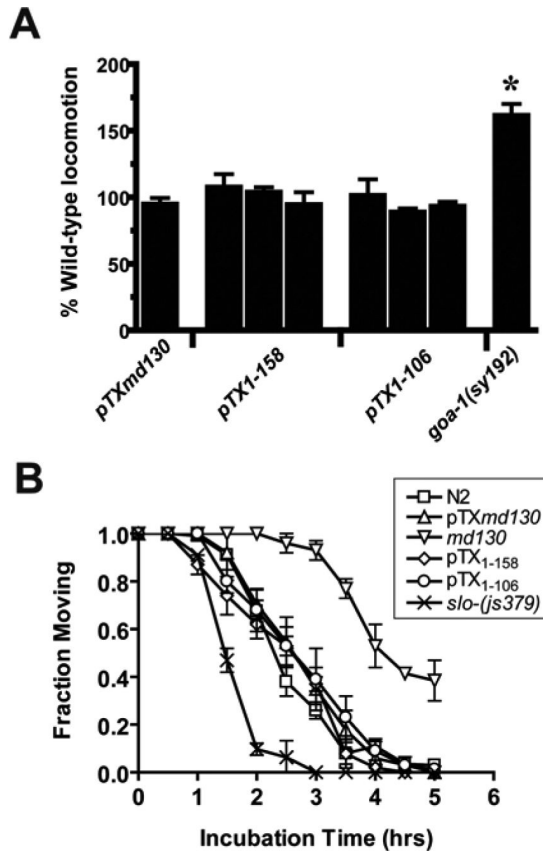 A
% Wild-type locomotion
200
150
100
50
0
*
pTXmd130
pTX1-158
pTX1-106
goa-1(sy192)
B
Fraction Moving
1.0
0.8
0.6
0.4
0.2
0.0
0 1 2 3 4 5 6
Incubation Time (hrs)
N2
pTXmd130
md130
pTX1-158
pTX1-106
slo-(js379)